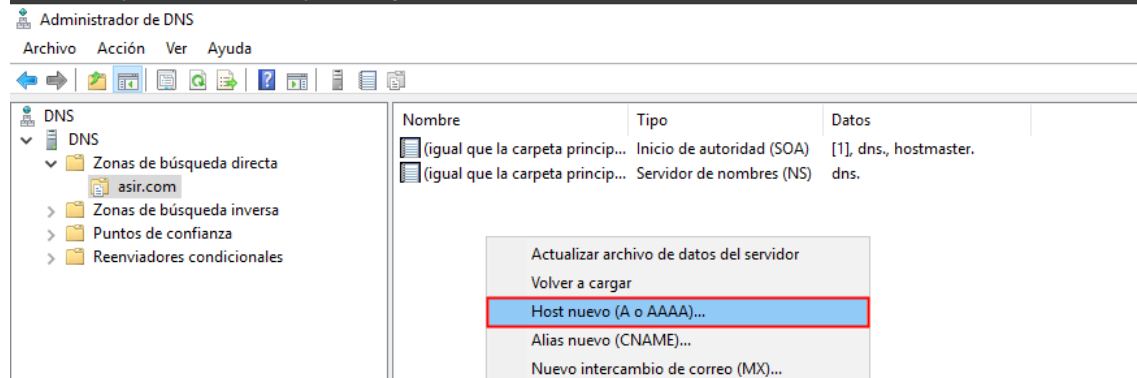 Administrador de DNS
Archivo Acción Ver Ayuda
DNS
DNS
Zonas de búsqueda directa
asir.com
Zonas de búsqueda inversa
Puntos de confianza
Reenviadores condicionales
Nombre Tipo Datos
(igual que la carpeta princip... Inicio de autoridad (SOA) [1], dns., hostmaster.
(igual que la carpeta princip... Servidor de nombres (NS) dns.
Actualizar archivo de datos del servidor
Volver a cargar
Host nuevo (A o AAAA)...
Alias nuevo (CNAME)...
Nuevo intercambio de correo (MX)...